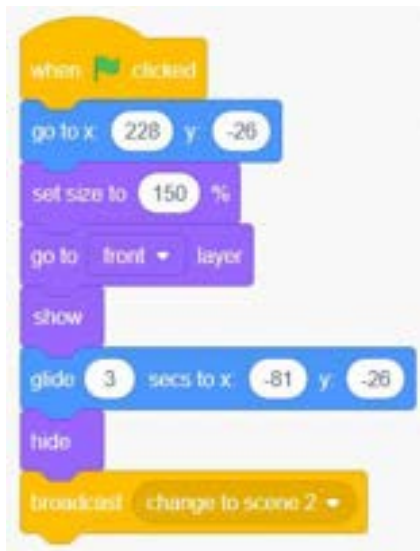 when clicked
go to x: 228 y: -26
set size to 150 %
go to front layer
show
glide 3 secs to x: -81 y: -26
hide
broadcast change to scene 2